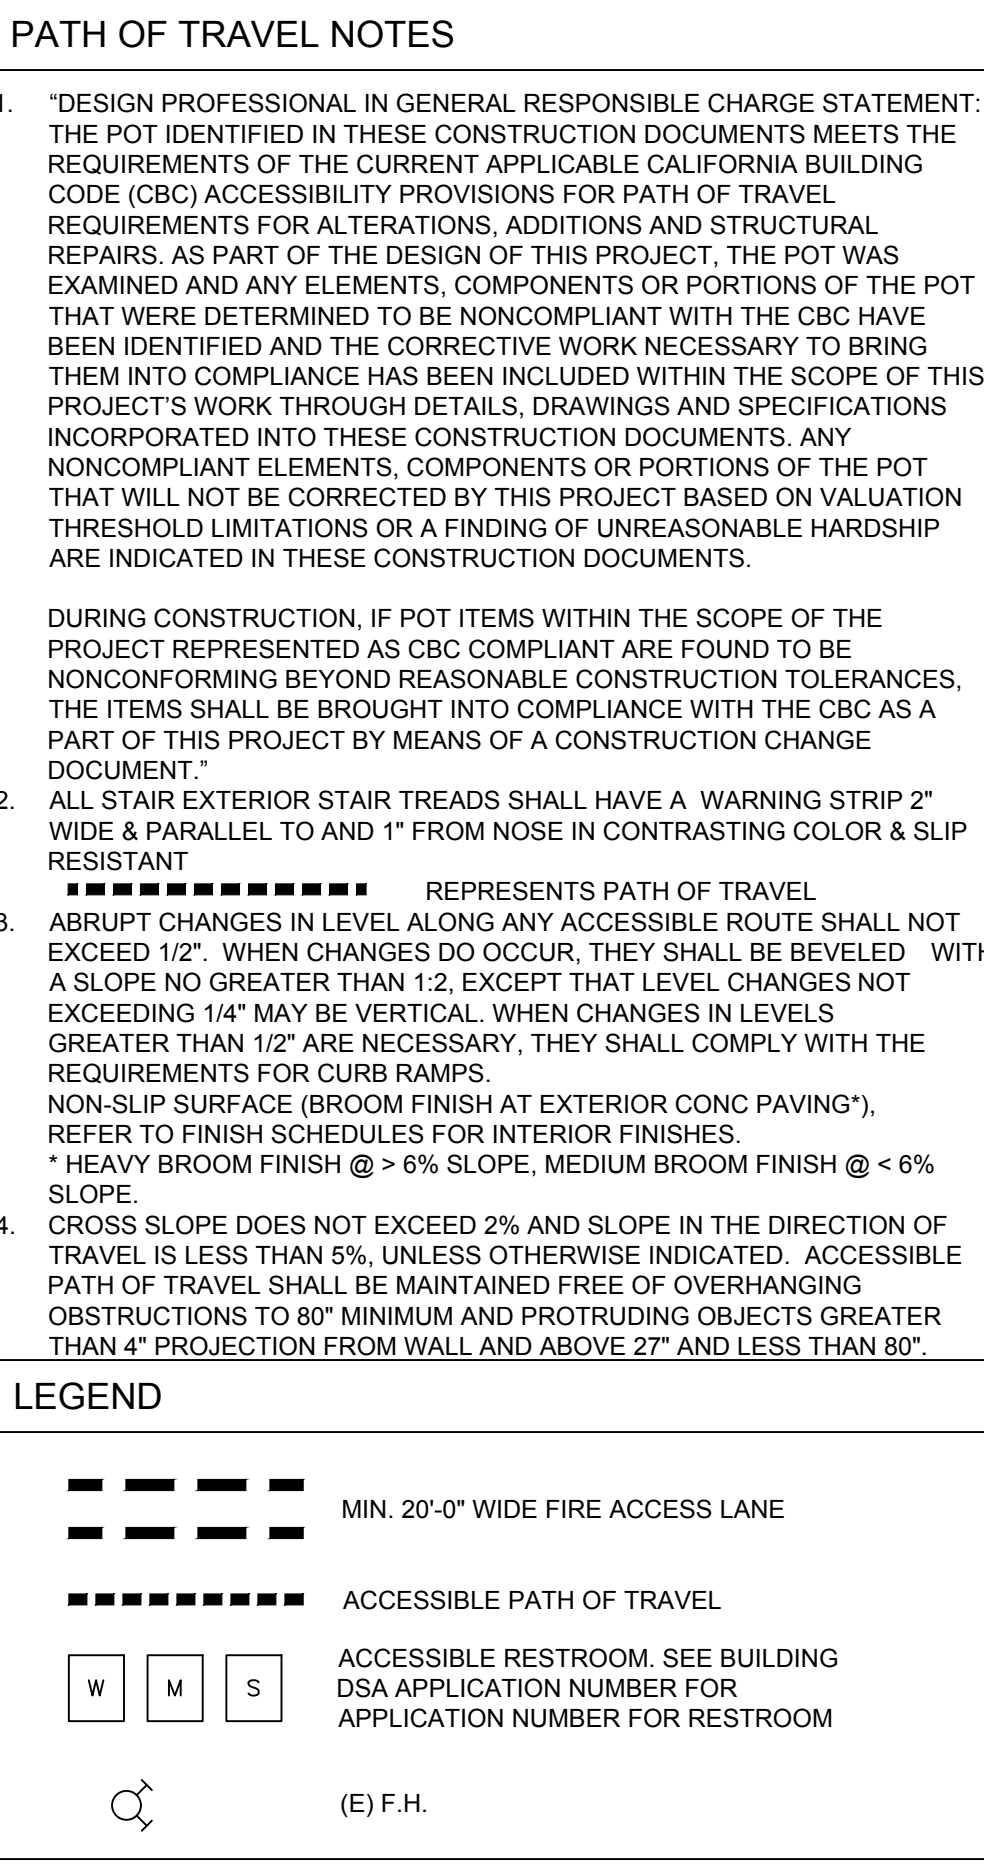 PATH OF TRAVEL NOTES
1. “DESIGN PROFESSIONAL IN GENERAL RESPONSIBLE CHARGE STATEMENT:
THE POT IDENTIFIED IN THESE CONSTRUCTION DOCUMENTS MEETS THE
REQUIREMENTS OF THE CURRENT APPLICABLE CALIFORNIA BUILDING
CODE (CBC) ACCESSIBILITY PROVISIONS FOR PATH OF TRAVEL
REQUIREMENTS FOR ALTERATIONS, ADDITIONS AND STRUCTURAL
REPAIRS. AS PART OF THE DESIGN OF THIS PROJECT, THE POT WAS
EXAMINED AND ANY ELEMENTS, COMPONENTS OR PORTIONS OF THE POT
THAT WERE DETERMINED TO BE NONCOMPLIANT WITH THE CBC HAVE
BEEN IDENTIFIED AND THE CORRECTIVE WORK NECESSARY TO BRING
THEM INTO COMPLIANCE HAS BEEN INCLUDED WITHIN THE SCOPE OF THIS
PROJECT’S WORK THROUGH DETAILS, DRAWINGS AND SPECIFICATIONS
INCORPORATED INTO THESE CONSTRUCTION DOCUMENTS. ANY
NONCOMPLIANT ELEMENTS, COMPONENTS OR PORTIONS OF THE POT
THAT WILL NOT BE CORRECTED BY THIS PROJECT BASED ON VALUATION
THRESHOLD LIMITATIONS OR A FINDING OF UNREASONABLE HARDSHIP
ARE INDICATED IN THESE CONSTRUCTION DOCUMENTS.
DURING CONSTRUCTION, IF POT ITEMS WITHIN THE SCOPE OF THE
PROJECT REPRESENTED AS CBC COMPLIANT ARE FOUND TO BE
NONCONFORMING BEYOND REASONABLE CONSTRUCTION TOLERANCES,
THE ITEMS SHALL BE BROUGHT INTO COMPLIANCE WITH THE CBC AS A
PART OF THIS PROJECT BY MEANS OF A CONSTRUCTION CHANGE
DOCUMENT.”
2. ALL STAIR EXTERIOR STAIR TREADS SHALL HAVE A WARNING STRIP 2"
WIDE & PARALLEL TO AND 1" FROM NOSE IN CONTRASTING COLOR & SLIP
RESISTANT
REPRESENTS PATH OF TRAVEL
3. ABRUPT CHANGES IN LEVEL ALONG ANY ACCESSIBLE ROUTE SHALL NOT
EXCEED 1/2". WHEN CHANGES DO OCCUR, THEY SHALL BE BEVELED WITH
A SLOPE NO GREATER THAN 1:2, EXCEPT THAT LEVEL CHANGES NOT
EXCEEDING 1/4" MAY BE VERTICAL. WHEN CHANGES IN LEVELS
GREATER THAN 1/2" ARE NECESSARY, THEY SHALL COMPLY WITH THE
REQUIREMENTS FOR CURB RAMPS.
NON-SLIP SURFACE (BROOM FINISH AT EXTERIOR CONC PAVING*),
REFER TO FINISH SCHEDULES FOR INTERIOR FINISHES.
* HEAVY BROOM FINISH @ > 6% SLOPE, MEDIUM BROOM FINISH @ < 6%
SLOPE.
4. CROSS SLOPE DOES NOT EXCEED 2% AND SLOPE IN THE DIRECTION OF
TRAVEL IS LESS THAN 5%, UNLESS OTHERWISE INDICATED. ACCESSIBLE
PATH OF TRAVEL SHALL BE MAINTAINED FREE OF OVERHANGING
OBSTRUCTIONS TO 80" MINIMUM AND PROTRUDING OBJECTS GREATER
THAN 4" PROJECTION FROM WALL AND ABOVE 27" AND LESS THAN 80".
LEGEND
MIN. 20'-0" WIDE FIRE ACCESS LANE
ACCESSIBLE PATH OF TRAVEL
W M S
ACCESSIBLE RESTROOM. SEE BUILDING
DSA APPLICATION NUMBER FOR
APPLICATION NUMBER FOR RESTROOM
(E) F.H.